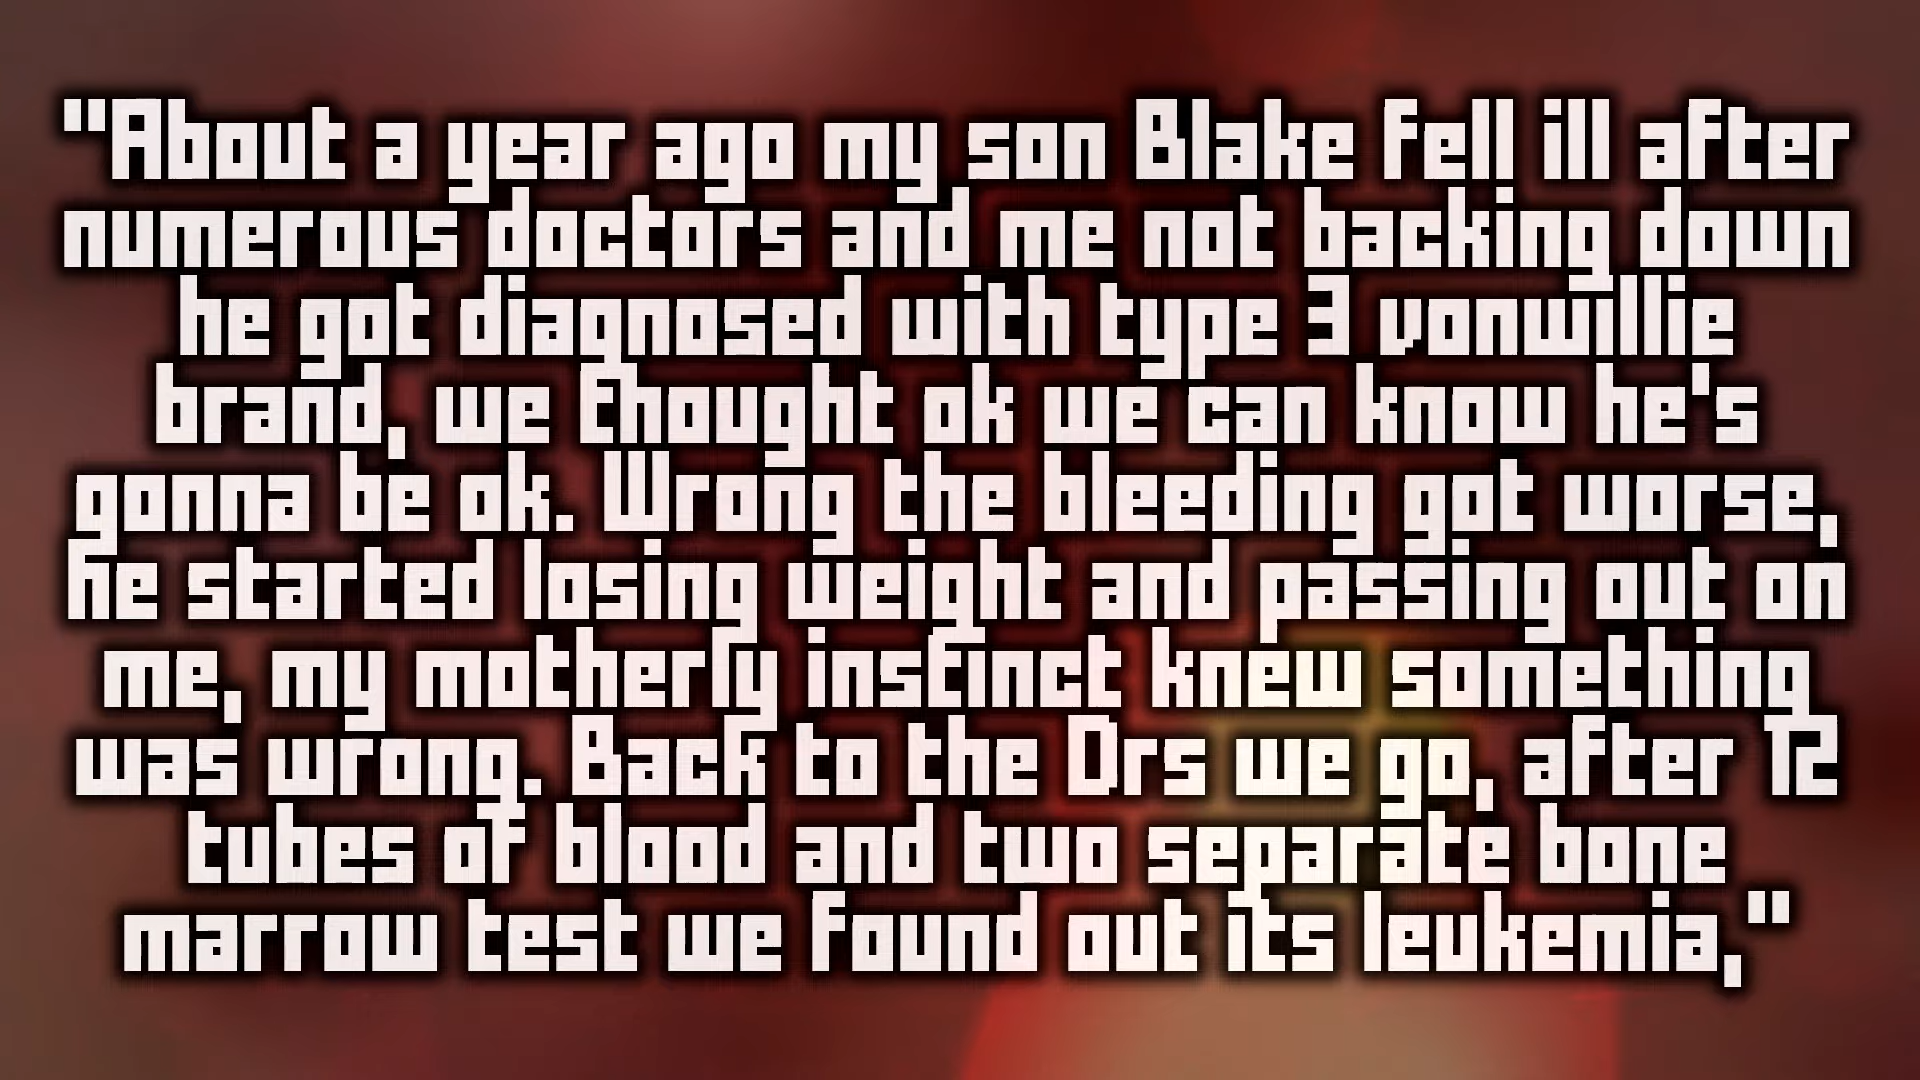 "About a year ago my son Blake fell ill after
numerous doctors and me not backing down
he got diagnosed with type 3 vonwillie
brand, we thought ok we can know he's
gonna be ok. Wrong the bleeding got worse,
he started losing weight and passing out on
me, my motherly instinct knew something
was wrong. Back to the Drs we go, after 12
tubes of blood and two separate bone
marrow test we found out its leukemia,"